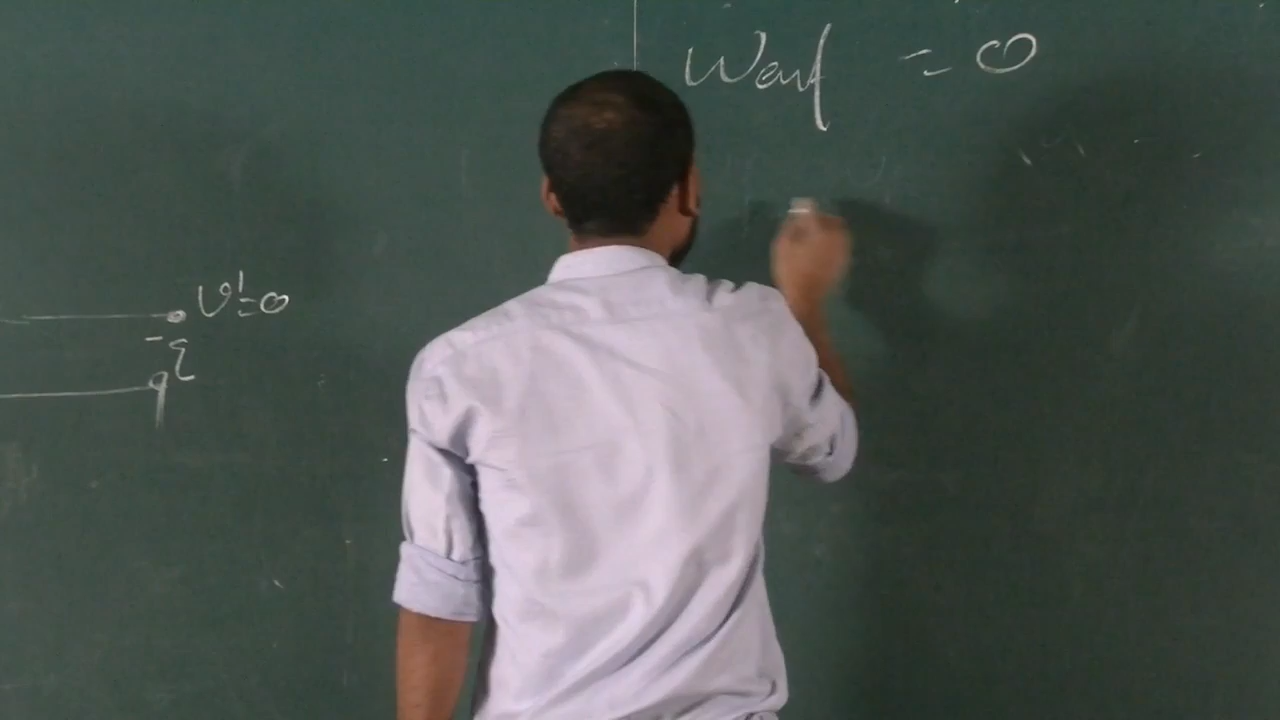 Wext = 0
v'=0
-q
q